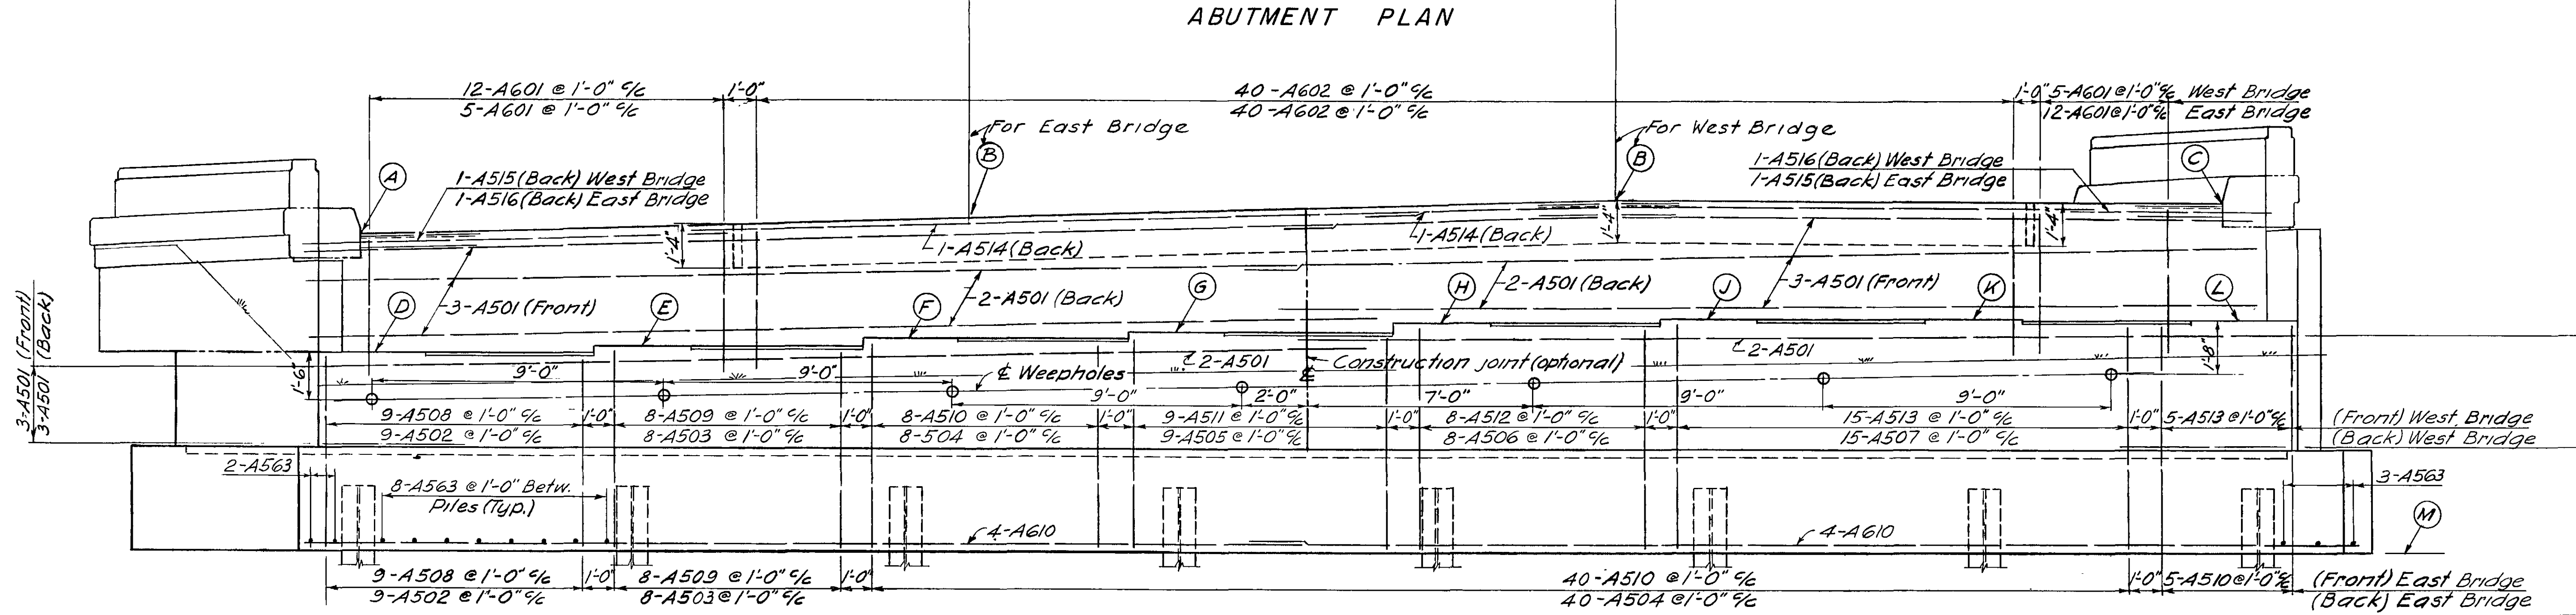 ABUTMENT PLAN
12-A601 @ 1'-0" c/c
5-A601 @ 1'-0" c/c
1'-0"
40-A602 @ 1'-0" c/c
40-A602 @ 1'-0" c/c
1'-0"
5-A601 @ 1'-0" c/c West Bridge
12-A601 @ 1'-0" c/c East Bridge
For East Bridge
For West Bridge
B
B
A
C
1-A515 (Back) West Bridge
1-A516 (Back) East Bridge
1-A516 (Back) West Bridge
1-A515 (Back) East Bridge
1'-4"
1-A514 (Back)
1-A514 (Back)
1'-4"
1'-4"
3-A501 (Front)
2-A501 (Back)
2-A501 (Back)
3-A501 (Front)
D
E
F
G
H
J
K
L
3-A501 (Front)
3-A501 (Back)
1'-6"
9'-0"
9'-0"
℄ Weepholes
2-A501
℄ Construction joint (optional)
2-A501
1'-8"
9'-0"
2'-0"
7'-0"
9'-0"
9'-0"
9-A508 @ 1'-0" c/c
1'-0"
8-A509 @ 1'-0" c/c
1'-0"
8-A510 @ 1'-0" c/c
1'-0"
9-A511 @ 1'-0" c/c
1'-0"
8-A512 @ 1'-0" c/c
1'-0"
15-A513 @ 1'-0" c/c
1'-0"
5-A513 @ 1'-0" c/c
(Front) West Bridge
9-A502 @ 1'-0" c/c
8-A503 @ 1'-0" c/c
8-504 @ 1'-0" c/c
9-A505 @ 1'-0" c/c
8-A506 @ 1'-0" c/c
15-A507 @ 1'-0" c/c
(Back) West Bridge
2-A563
8-A563 @ 1'-0" Betw.
Piles (Typ.)
3-A563
4-A610
4-A610
M
9-A508 @ 1'-0" c/c
1'-0"
8-A509 @ 1'-0" c/c
1'-0"
40-A510 @ 1'-0" c/c
1'-0"
5-A510 @ 1'-0" c/c
(Front) East Bridge
9-A502 @ 1'-0" c/c
8-A503 @ 1'-0" c/c
40-A504 @ 1'-0" c/c
(Back) East Bridge